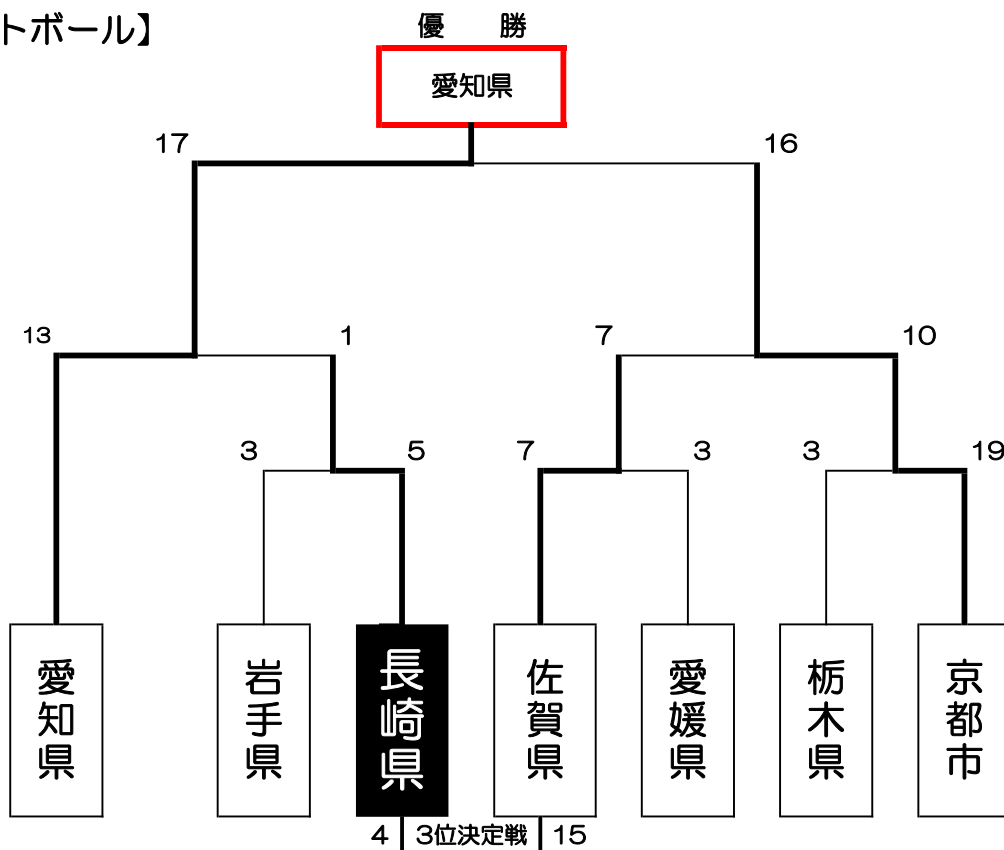 トボール】
優 勝
愛知県
17 16
13 1 7 10
3 5 7 3 3 19
愛知県
岩手県
長崎県
佐賀県
愛媛県
栃木県
京都市
4 3位決定戦 15